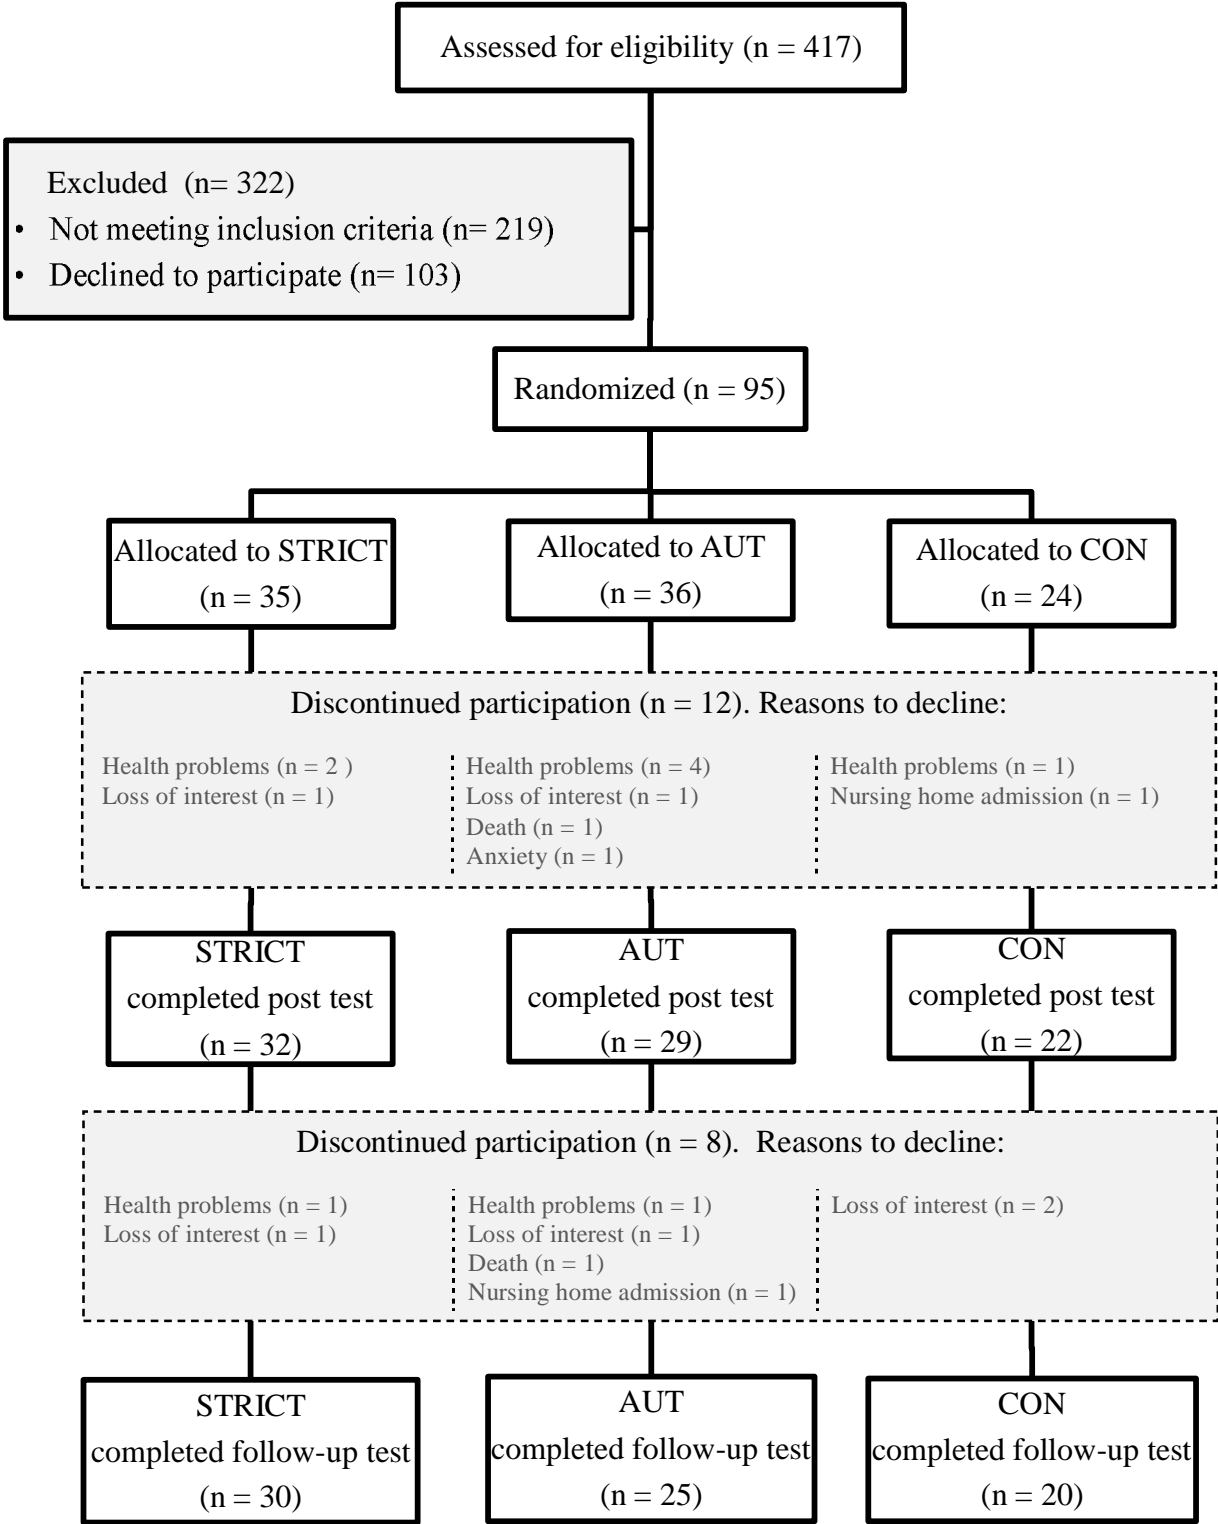 Assessed for eligibility (n = 417)
Excluded  (n= 322)
• Not meeting inclusion criteria (n= 219)
• Declined to participate (n= 103)
Randomized (n = 95)
Allocated to STRICT
(n = 35)
Allocated to AUT
(n = 36)
Allocated to CON
(n = 24)
Discontinued participation (n = 12). Reasons to decline:
Health problems (n = 2 )
Loss of interest (n = 1)
Health problems (n = 4)
Loss of interest (n = 1)
Death (n = 1)
Anxiety (n = 1)
Health problems (n = 1)
Nursing home admission (n = 1)
STRICT
completed post test
(n = 32)
AUT
completed post test
(n = 29)
CON
completed post test
(n = 22)
Discontinued participation (n = 8).  Reasons to decline:
Health problems (n = 1)
Loss of interest (n = 1)
Health problems (n = 1)
Loss of interest (n = 1)
Death (n = 1)
Nursing home admission (n = 1)
Loss of interest (n = 2)
STRICT
completed follow-up test
(n = 30)
AUT
completed follow-up test
(n = 25)
CON
completed follow-up test
(n = 20)